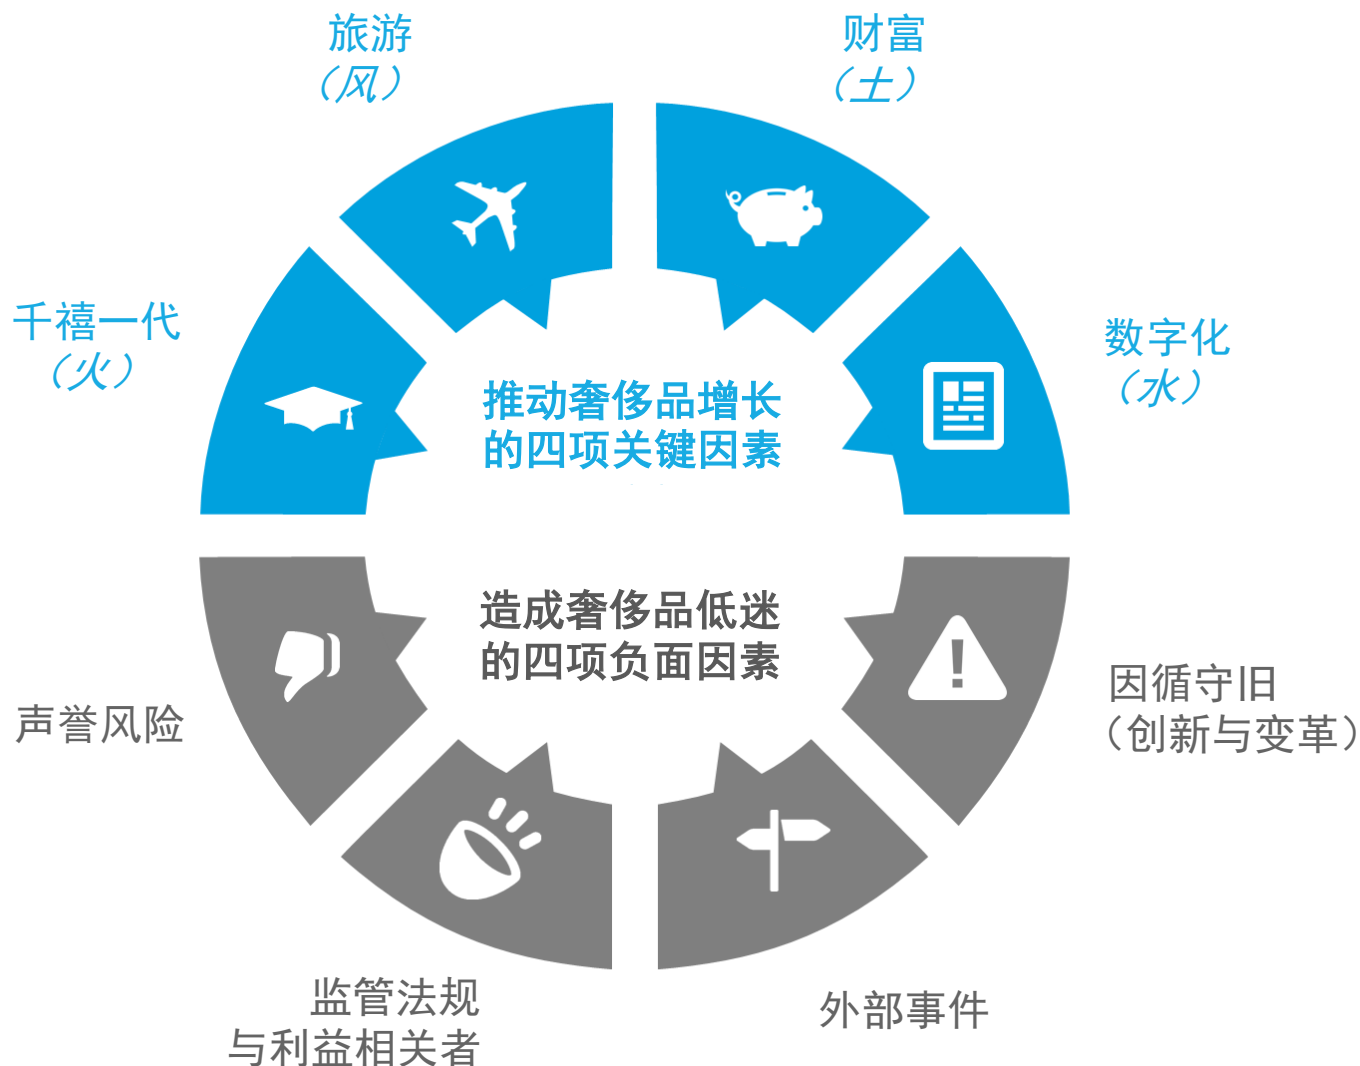 旅游
（风）
财富
（土）
千禧一代
（火）
数字化
（水）
推动奢侈品增长
的四项关键因素
造成奢侈品低迷
的四项负面因素
声誉风险
因循守旧
（创新与变革）
监管法规
与利益相关者
外部事件